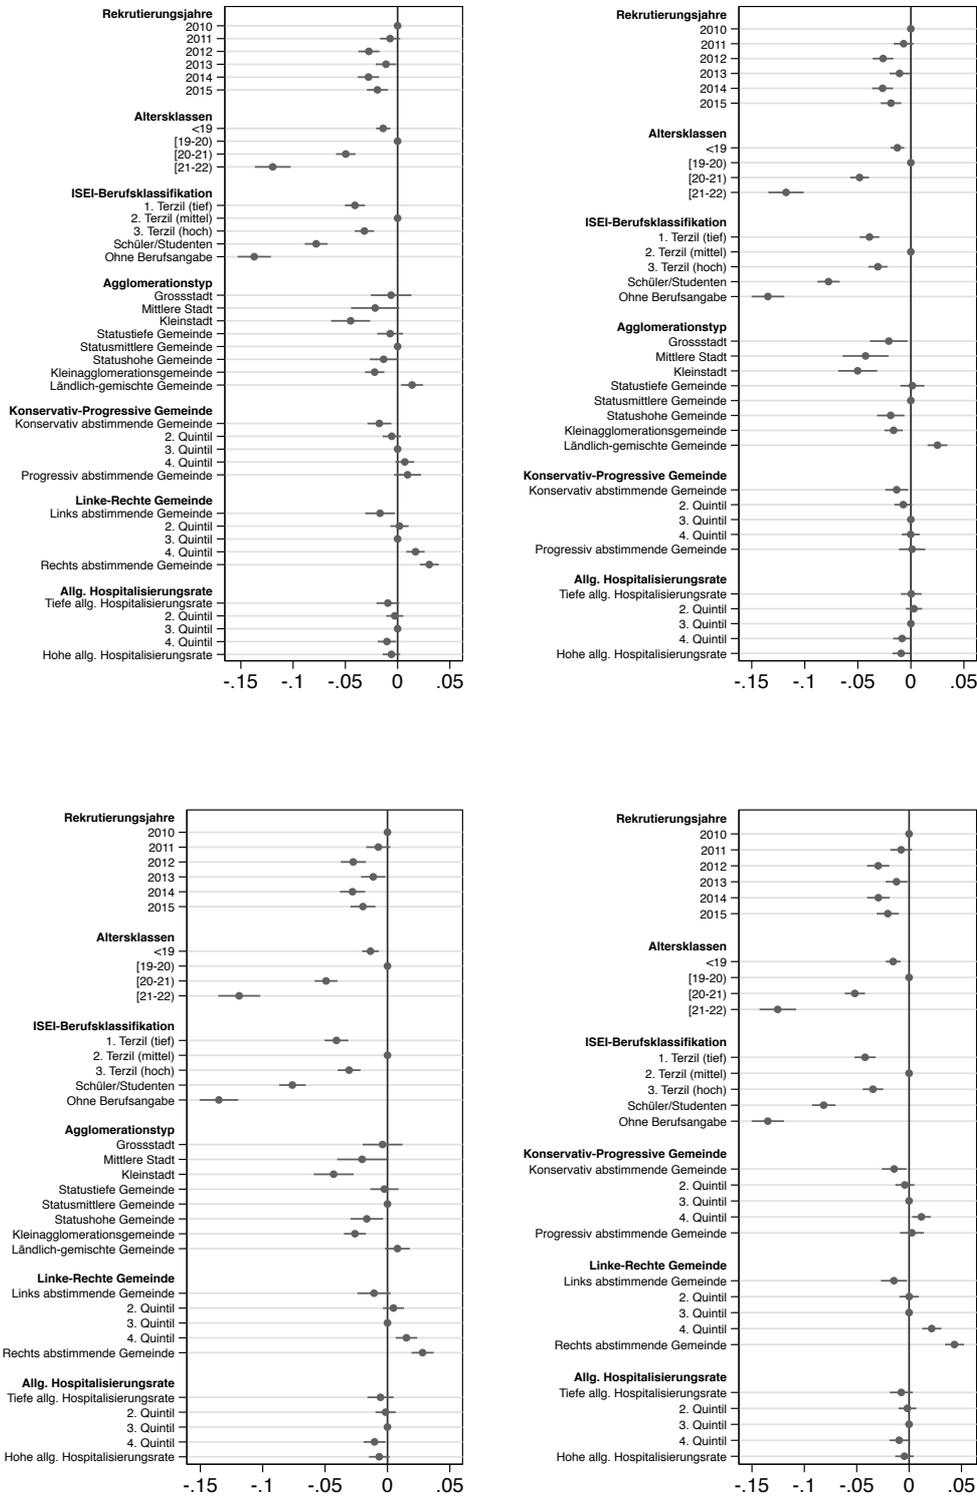 Rekrutierungsjahre
2010
2011
2012
2013
2014
2015
Altersklassen
<19
[19-20)
[20-21)
[21-22)
ISEI-Berufsklassifikation
1. Terzil (tief)
2. Terzil (mittel)
3. Terzil (hoch)
Schüler/Studenten
Ohne Berufsangabe
Agglomerationstyp
Grossstadt
Mittlere Stadt
Kleinstadt
Statustiefe Gemeinde
Statusmittlere Gemeinde
Statushohe Gemeinde
Kleinagglomerationsgemeinde
Ländlich-gemischte Gemeinde
Konservativ-Progressive Gemeinde
Konservativ abstimmende Gemeinde
2. Quintil
3. Quintil
4. Quintil
Progressiv abstimmende Gemeinde
Linke-Rechte Gemeinde
Links abstimmende Gemeinde
2. Quintil
3. Quintil
4. Quintil
Rechts abstimmende Gemeinde
Allg. Hospitalisierungsrate
Tiefe allg. Hospitalisierungsrate
2. Quintil
3. Quintil
4. Quintil
Hohe allg. Hospitalisierungsrate
-.15 -.1 -.05 0 .05
Rekrutierungsjahre
2010
2011
2012
2013
2014
2015
Altersklassen
<19
[19-20)
[20-21)
[21-22)
ISEI-Berufsklassifikation
1. Terzil (tief)
2. Terzil (mittel)
3. Terzil (hoch)
Schüler/Studenten
Ohne Berufsangabe
Agglomerationstyp
Grossstadt
Mittlere Stadt
Kleinstadt
Statustiefe Gemeinde
Statusmittlere Gemeinde
Statushohe Gemeinde
Kleinagglomerationsgemeinde
Ländlich-gemischte Gemeinde
Konservativ-Progressive Gemeinde
Konservativ abstimmende Gemeinde
2. Quintil
3. Quintil
4. Quintil
Progressiv abstimmende Gemeinde
Allg. Hospitalisierungsrate
Tiefe allg. Hospitalisierungsrate
2. Quintil
3. Quintil
4. Quintil
Hohe allg. Hospitalisierungsrate
-.15 -.1 -.05 0 .05
Rekrutierungsjahre
2010
2011
2012
2013
2014
2015
Altersklassen
<19
[19-20)
[20-21)
[21-22)
ISEI-Berufsklassifikation
1. Terzil (tief)
2. Terzil (mittel)
3. Terzil (hoch)
Schüler/Studenten
Ohne Berufsangabe
Agglomerationstyp
Grossstadt
Mittlere Stadt
Kleinstadt
Statustiefe Gemeinde
Statusmittlere Gemeinde
Statushohe Gemeinde
Kleinagglomerationsgemeinde
Ländlich-gemischte Gemeinde
Linke-Rechte Gemeinde
Links abstimmende Gemeinde
2. Quintil
3. Quintil
4. Quintil
Rechts abstimmende Gemeinde
Allg. Hospitalisierungsrate
Tiefe allg. Hospitalisierungsrate
2. Quintil
3. Quintil
4. Quintil
Hohe allg. Hospitalisierungsrate
-.15 -.1 -.05 0 .05
Rekrutierungsjahre
2010
2011
2012
2013
2014
2015
Altersklassen
<19
[19-20)
[20-21)
[21-22)
ISEI-Berufsklassifikation
1. Terzil (tief)
2. Terzil (mittel)
3. Terzil (hoch)
Schüler/Studenten
Ohne Berufsangabe
Konservativ-Progressive Gemeinde
Konservativ abstimmende Gemeinde
2. Quintil
3. Quintil
4. Quintil
Progressiv abstimmende Gemeinde
Linke-Rechte Gemeinde
Links abstimmende Gemeinde
2. Quintil
3. Quintil
4. Quintil
Rechts abstimmende Gemeinde
Allg. Hospitalisierungsrate
Tiefe allg. Hospitalisierungsrate
2. Quintil
3. Quintil
4. Quintil
Hohe allg. Hospitalisierungsrate
-.15 -.1 -.05 0 .05